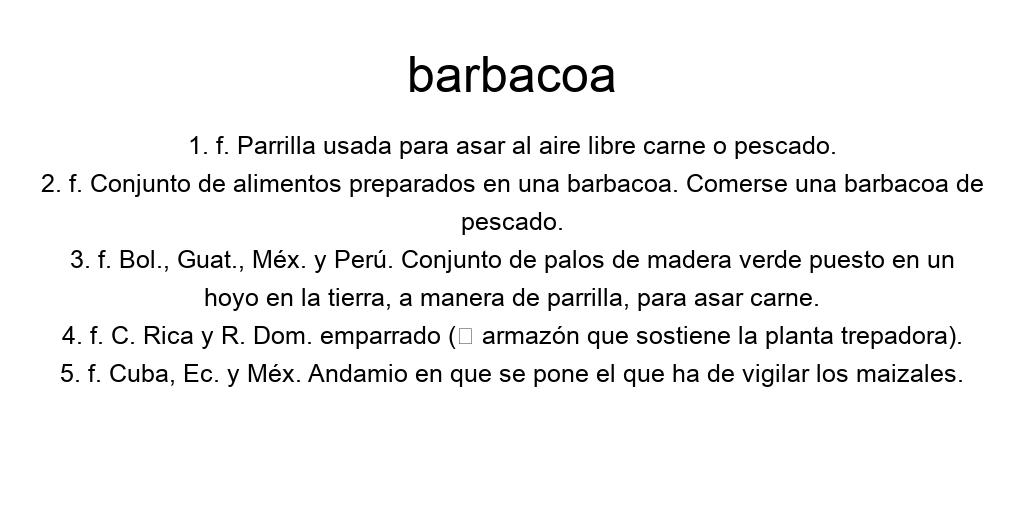 barbacoa
1. f. Parrilla usada para asar al aire libre carne o pescado.
2. f. Conjunto de alimentos preparados en una barbacoa. Comerse una barbacoa de
pescado.
3. f. Bol., Guat., Méx. y Perú. Conjunto de palos de madera verde puesto en un
hoyo en la tierra, a manera de parrilla, para asar carne.
4. f. C. Rica y R. Dom. emparrado (□ armazón que sostiene la planta trepadora).
5. f. Cuba, Ec. y Méx. Andamio en que se pone el que ha de vigilar los maizales.